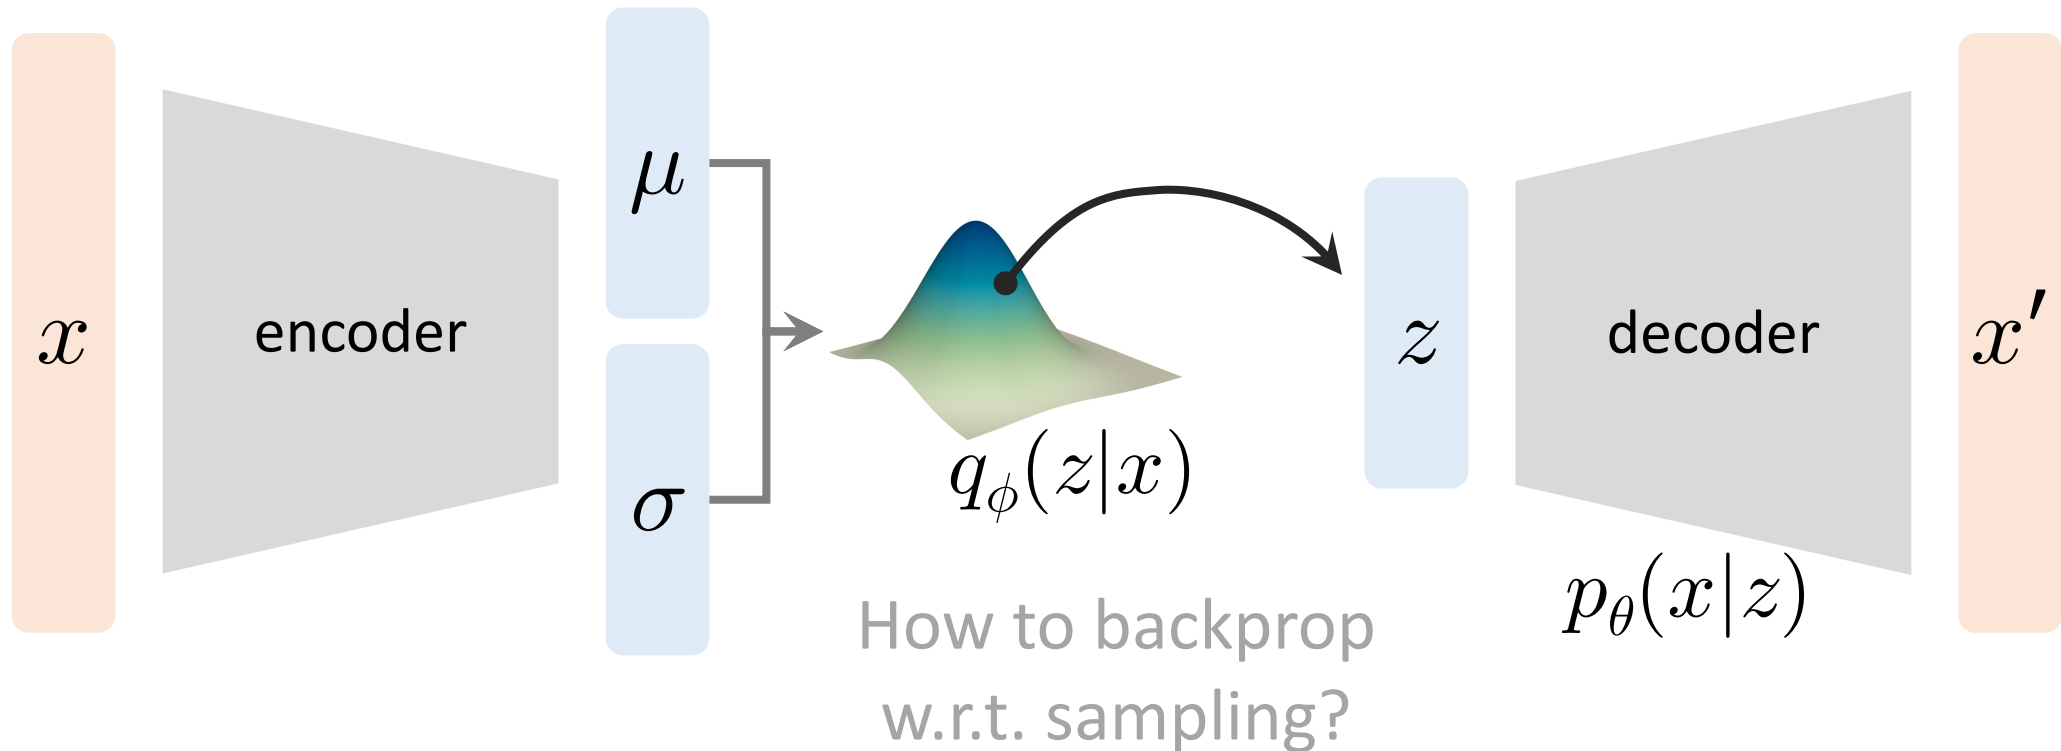 x
encoder
μ
σ
q_ϕ(z|x)
How to backprop
w.r.t. sampling?
z
decoder
p_θ(x|z)
x′